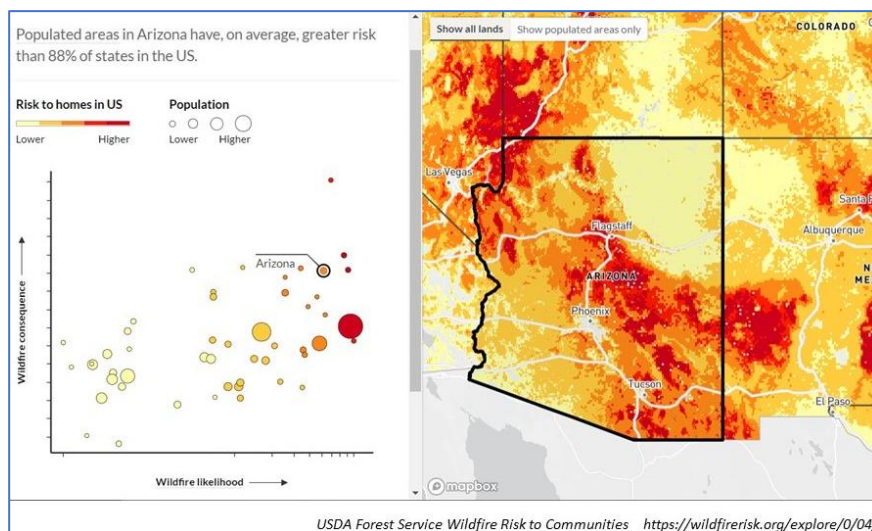 Populated areas in Arizona have, on average, greater risk
than 88% of states in the US.
Risk to homes in US
Lower Higher
Population
Lower Higher
Wildfire consequence
Arizona
Wildfire likelihood
Show all lands Show populated areas only
COLORADO
Las Vegas
Flagstaff
Santa F
Albuquerque
ARIZONA
N
ME
Phoenix
Tucson
El Paso
mapbox
USDA Forest Service Wildfire Risk to Communities https://wildfirerisk.org/explore/0/04/